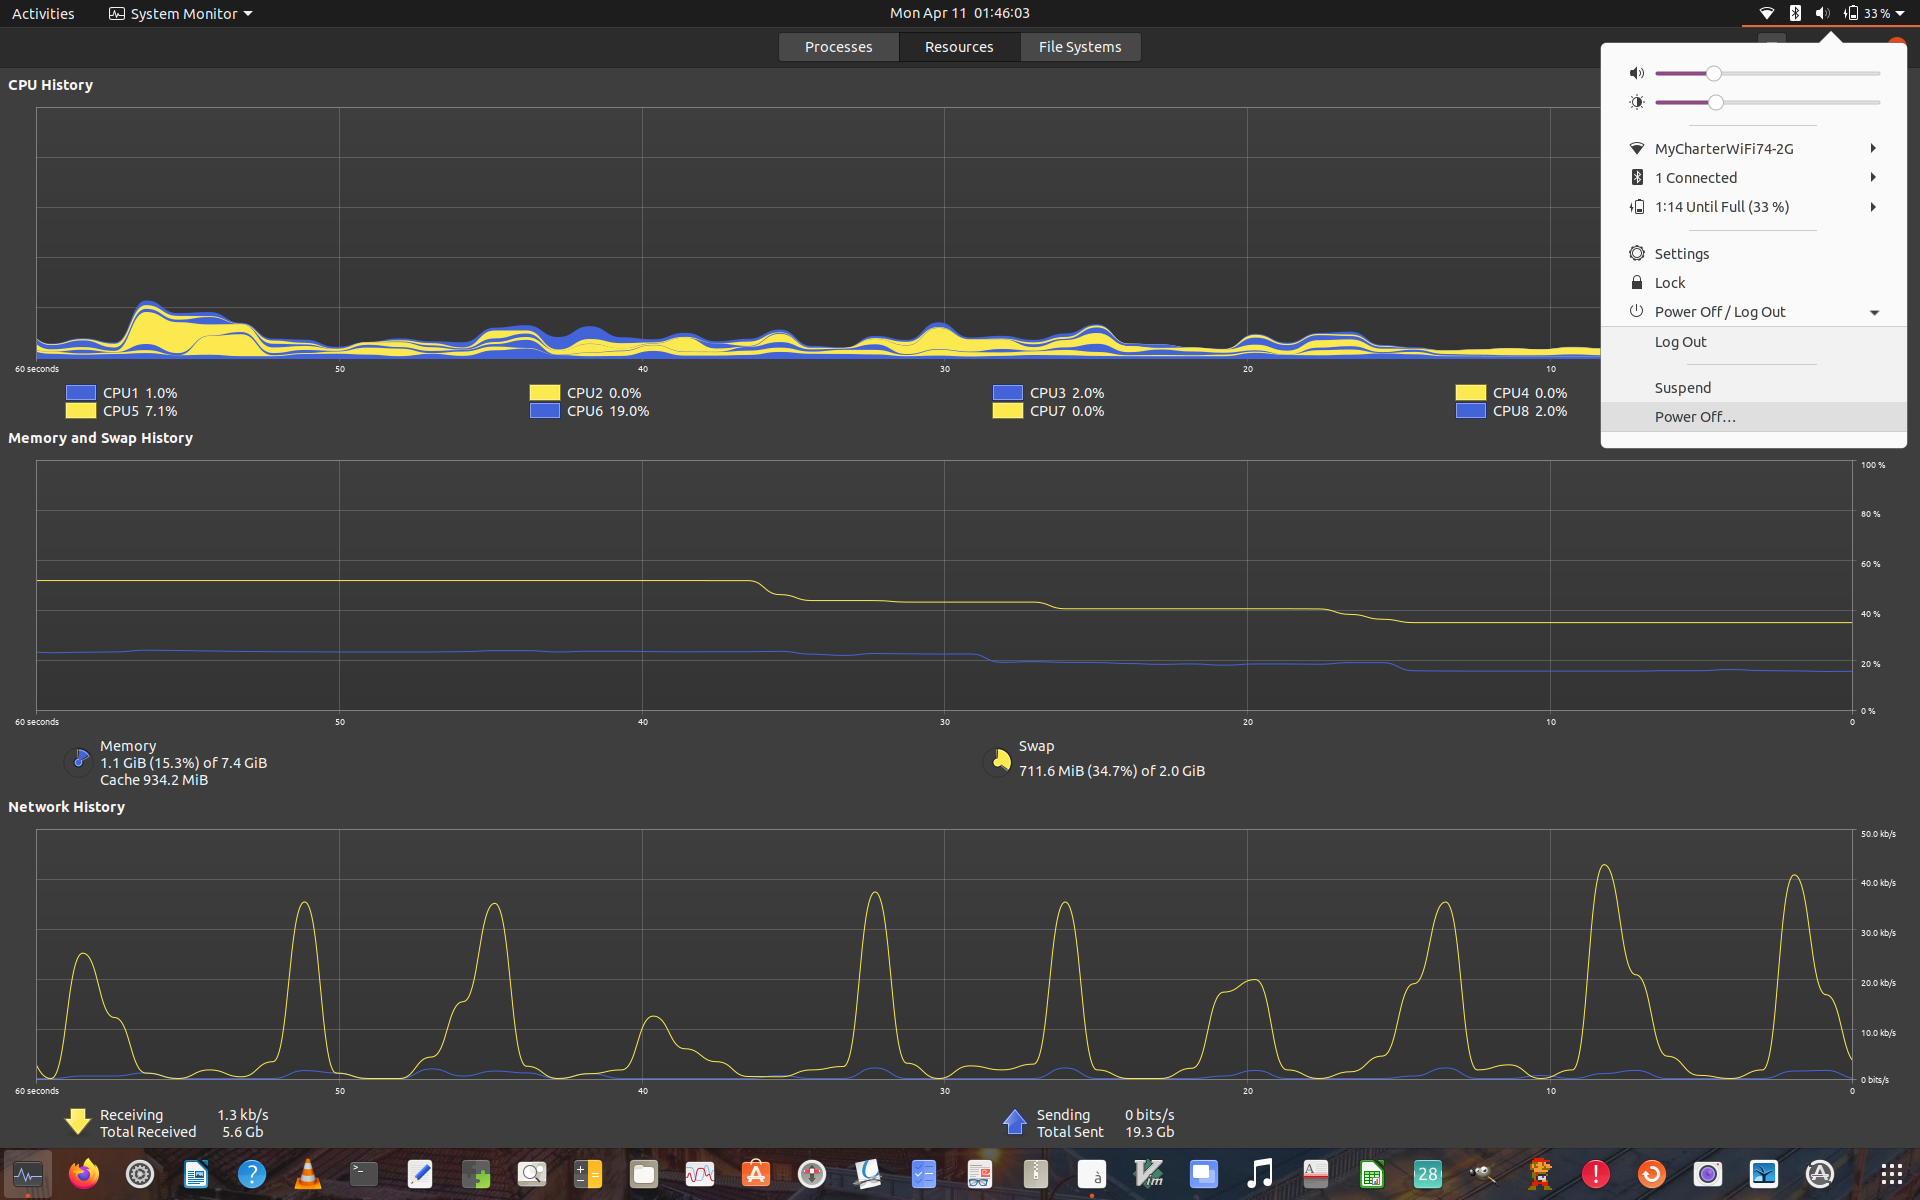 Activities
System Monitor
Mon Apr 11 01:46:03
33 %
Processes
Resources
File Systems
CPU History
60 seconds
50
40
30
20
10
CPU1 1.0%
CPU2 0.0%
CPU3 2.0%
CPU4 0.0%
CPU5 7.1%
CPU6 19.0%
CPU7 0.0%
CPU8 2.0%
MyCharterWiFi74-2G
1 Connected
1:14 Until Full (33 %)
Settings
Lock
Power Off / Log Out
Log Out
Suspend
Power Off...
Memory and Swap History
100 %
80 %
60 %
40 %
20 %
0 %
60 seconds
50
40
30
20
10
0
Memory
1.1 GiB (15.3%) of 7.4 GiB
Cache 934.2 MiB
Swap
711.6 MiB (34.7%) of 2.0 GiB
Network History
50.0 kb/s
40.0 kb/s
30.0 kb/s
20.0 kb/s
10.0 kb/s
0 bits/s
60 seconds
50
40
30
20
10
0
Receiving 1.3 kb/s
Total Received 5.6 Gb
Sending 0 bits/s
Total Sent 19.3 Gb
>_
?
A
à
Vim
A
28
!
A